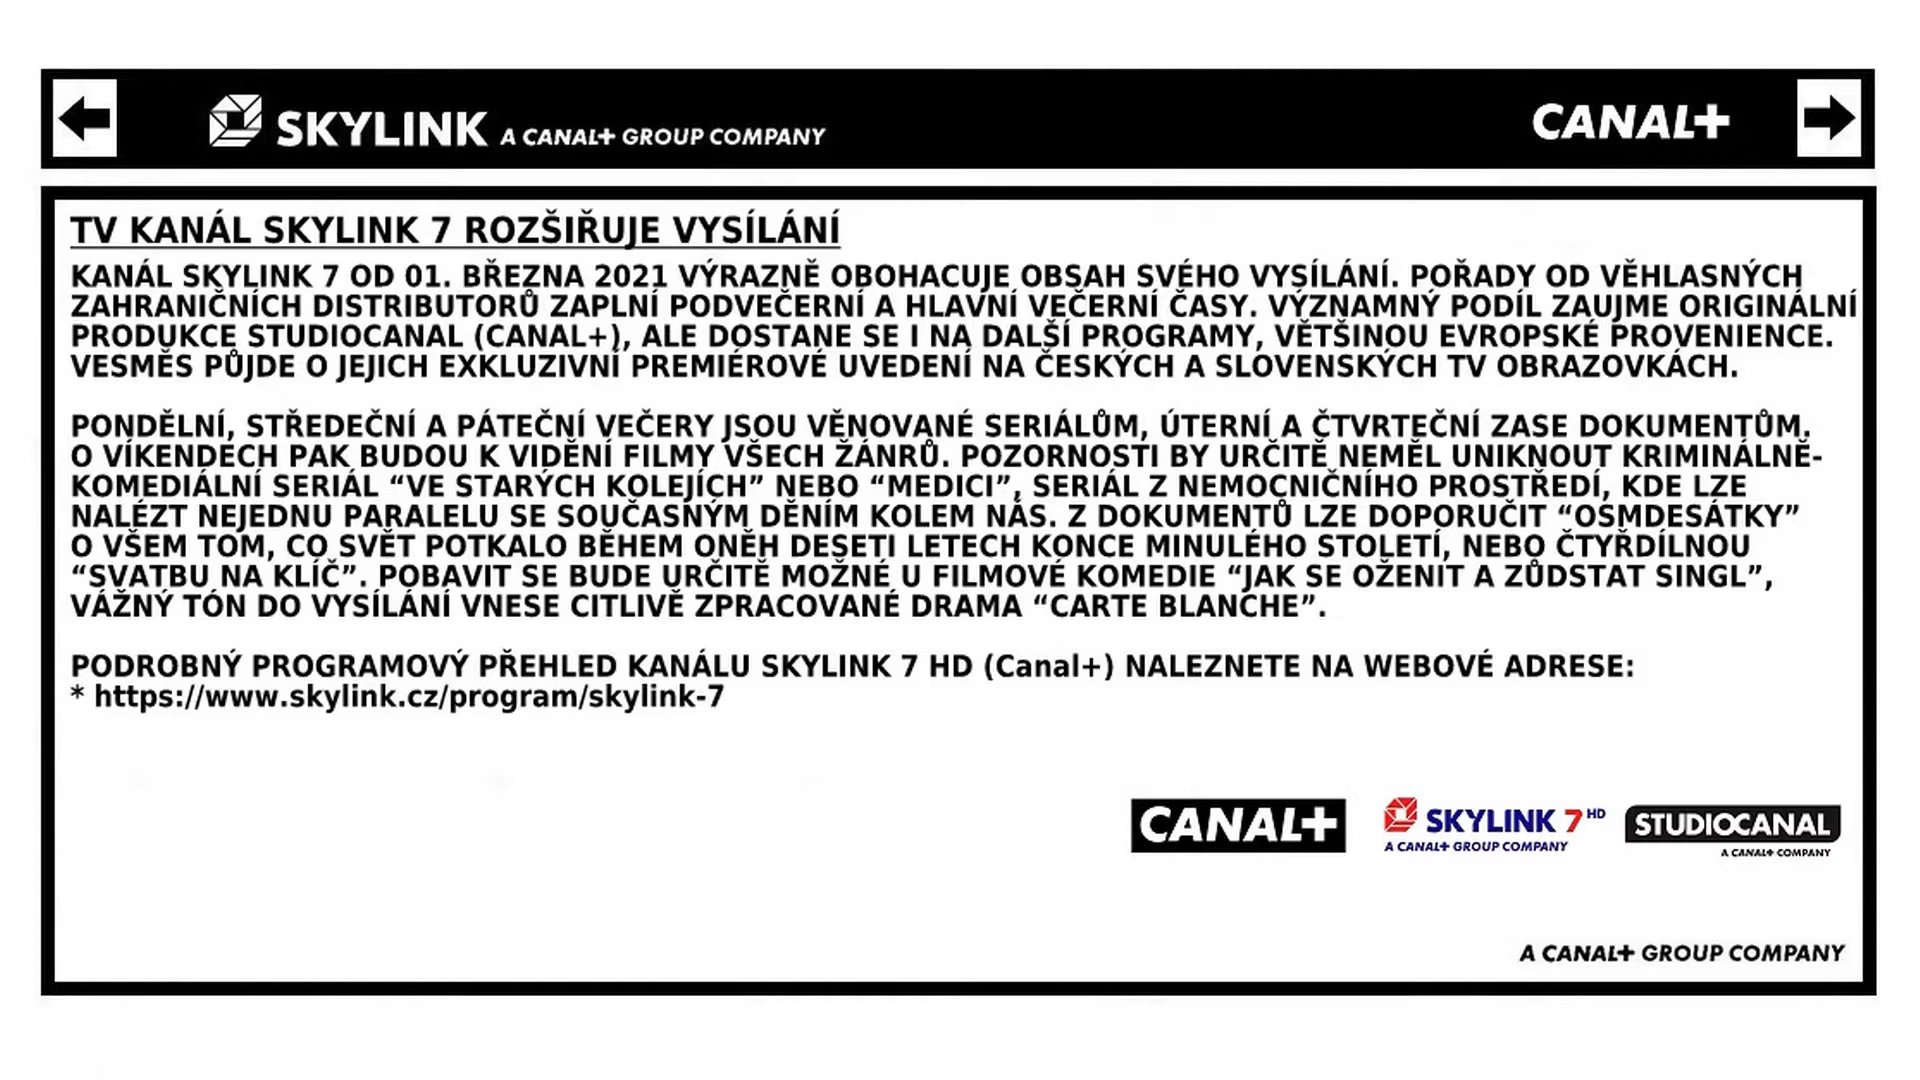 SKYLINK A CANAL+ GROUP COMPANY
CANAL+
TV KANÁL SKYLINK 7 ROZŠIŘUJE VYSÍLÁNÍ
KANÁL SKYLINK 7 OD 01. BŘEZNA 2021 VÝRAZNĚ OBOHACUJE OBSAH SVÉHO VYSÍLÁNÍ. POŘADY OD VĚHLASNÝCH
ZAHRANIČNÍCH DISTRIBUTORŮ ZAPLNÍ PODVEČERNÍ A HLAVNÍ VEČERNÍ ČASY. VÝZNAMNÝ PODÍL ZAUJME ORIGINÁLNÍ
PRODUKCE STUDIOCANAL (CANAL+), ALE DOSTANE SE I NA DALŠÍ PROGRAMY, VĚTŠINOU EVROPSKÉ PROVENIENCE.
VESMĚS PŮJDE O JEJICH EXKLUZIVNÍ PREMIÉROVÉ UVEDENÍ NA ČESKÝCH A SLOVENSKÝCH TV OBRAZOVKÁCH.
PONDĚLNÍ, STŘEDEČNÍ A PÁTEČNÍ VEČERY JSOU VĚNOVANÉ SERIÁLŮM, ÚTERNÍ A ČTVRTEČNÍ ZASE DOKUMENTŮM.
O VÍKENDECH PAK BUDOU K VIDĚNÍ FILMY VŠECH ŽÁNRŮ. POZORNOSTI BY URČITĚ NEMĚL UNIKNOUT KRIMINÁLNĚ-
KOMEDIÁLNÍ SERIÁL “VE STARÝCH KOLEJÍCH” NEBO “MEDICI”, SERIÁL Z NEMOCNIČNÍHO PROSTŘEDÍ, KDE LZE
NALÉZT NEJEDNU PARALELU SE SOUČASNÝM DĚNÍM KOLEM NÁS. Z DOKUMENTŮ LZE DOPORUČIT “OSMDESÁTKY”
O VŠEM TOM, CO SVĚT POTKALO BĚHEM ONĚH DESETI LETECH KONCE MINULÉHO STOLETÍ, NEBO ČTYŘDÍLNOU
“SVATBU NA KLÍČ”. POBAVIT SE BUDE URČITĚ MOŽNÉ U FILMOVÉ KOMEDIE “JAK SE OŽENIT A ZŮDSTAT SINGL”,
VÁŽNÝ TÓN DO VYSÍLÁNÍ VNESE CITLIVĚ ZPRACOVANÉ DRAMA “CARTE BLANCHE”.
PODROBNÝ PROGRAMOVÝ PŘEHLED KANÁLU SKYLINK 7 HD (Canal+) NALEZNETE NA WEBOVÉ ADRESE:
* https://www.skylink.cz/program/skylink-7
CANAL+
SKYLINK 7 HD
A CANAL+ GROUP COMPANY
STUDIOCANAL
A CANAL+ COMPANY
A CANAL+ GROUP COMPANY